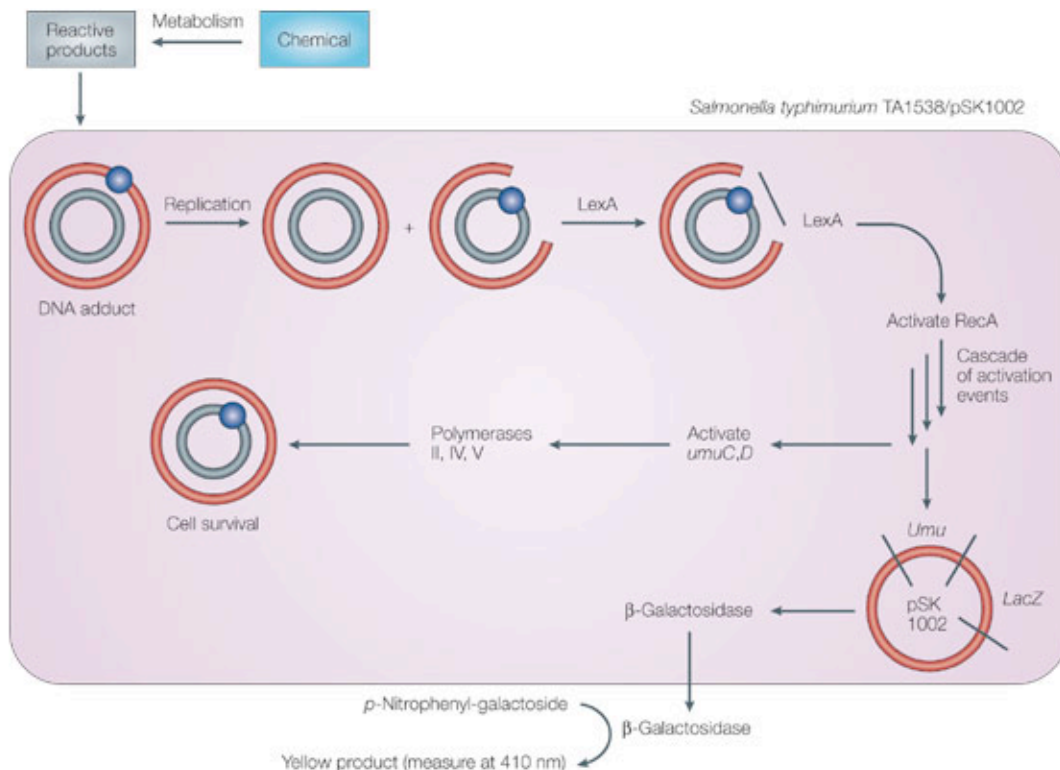 Reactive
products
Metabolism
Chemical
Salmonella typhimurium TA1538/pSK1002
Replication
+
LexA
LexA
DNA adduct
Activate RecA
Cascade
of activation
events
Polymerases
II, IV, V
Activate
umuC,D
Cell survival
Umu
pSK
1002
LacZ
β-Galactosidase
p-Nitrophenyl-galactoside
β-Galactosidase
Yellow product (measure at 410 nm)